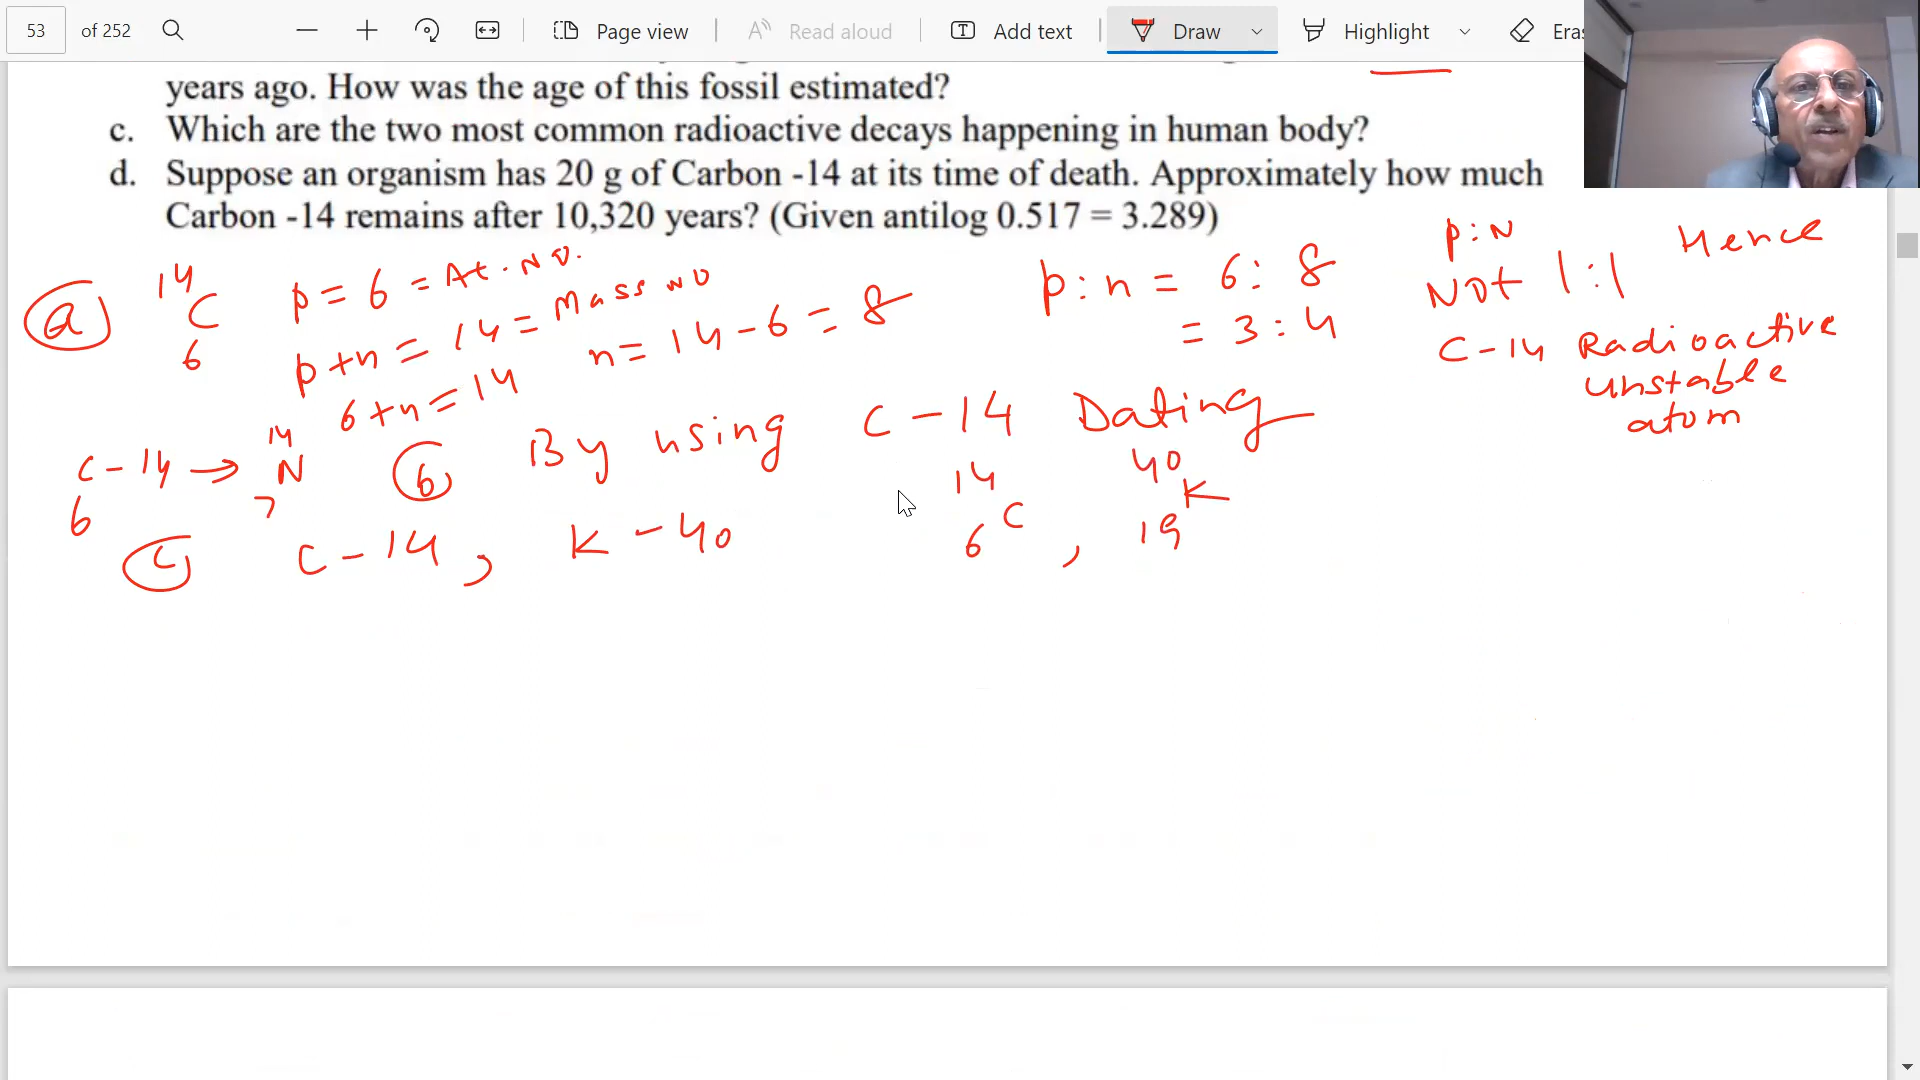 53 of 252 Page view Read aloud Add text Draw Highlight Eras
years ago. How was the age of this fossil estimated?
c. Which are the two most common radioactive decays happening in human body?
d. Suppose an organism has 20 g of Carbon -14 at its time of death. Approximately how much
Carbon -14 remains after 10,320 years? (Given antilog 0.517 = 3.289)
(a) 14 C 6 p = 6 = At. No. p:n = 6:8 p:N Hence
p+n = 14 = Mass NO n = 14-6 = 8 = 3:4 NOt 1:1
6+n = 14 C-14 Radioactive
unstable
atom
C-14 → 14 N (b) By using C-14 Dating
6 7
(c) C-14, K-40 14 C 6, 40 K 19